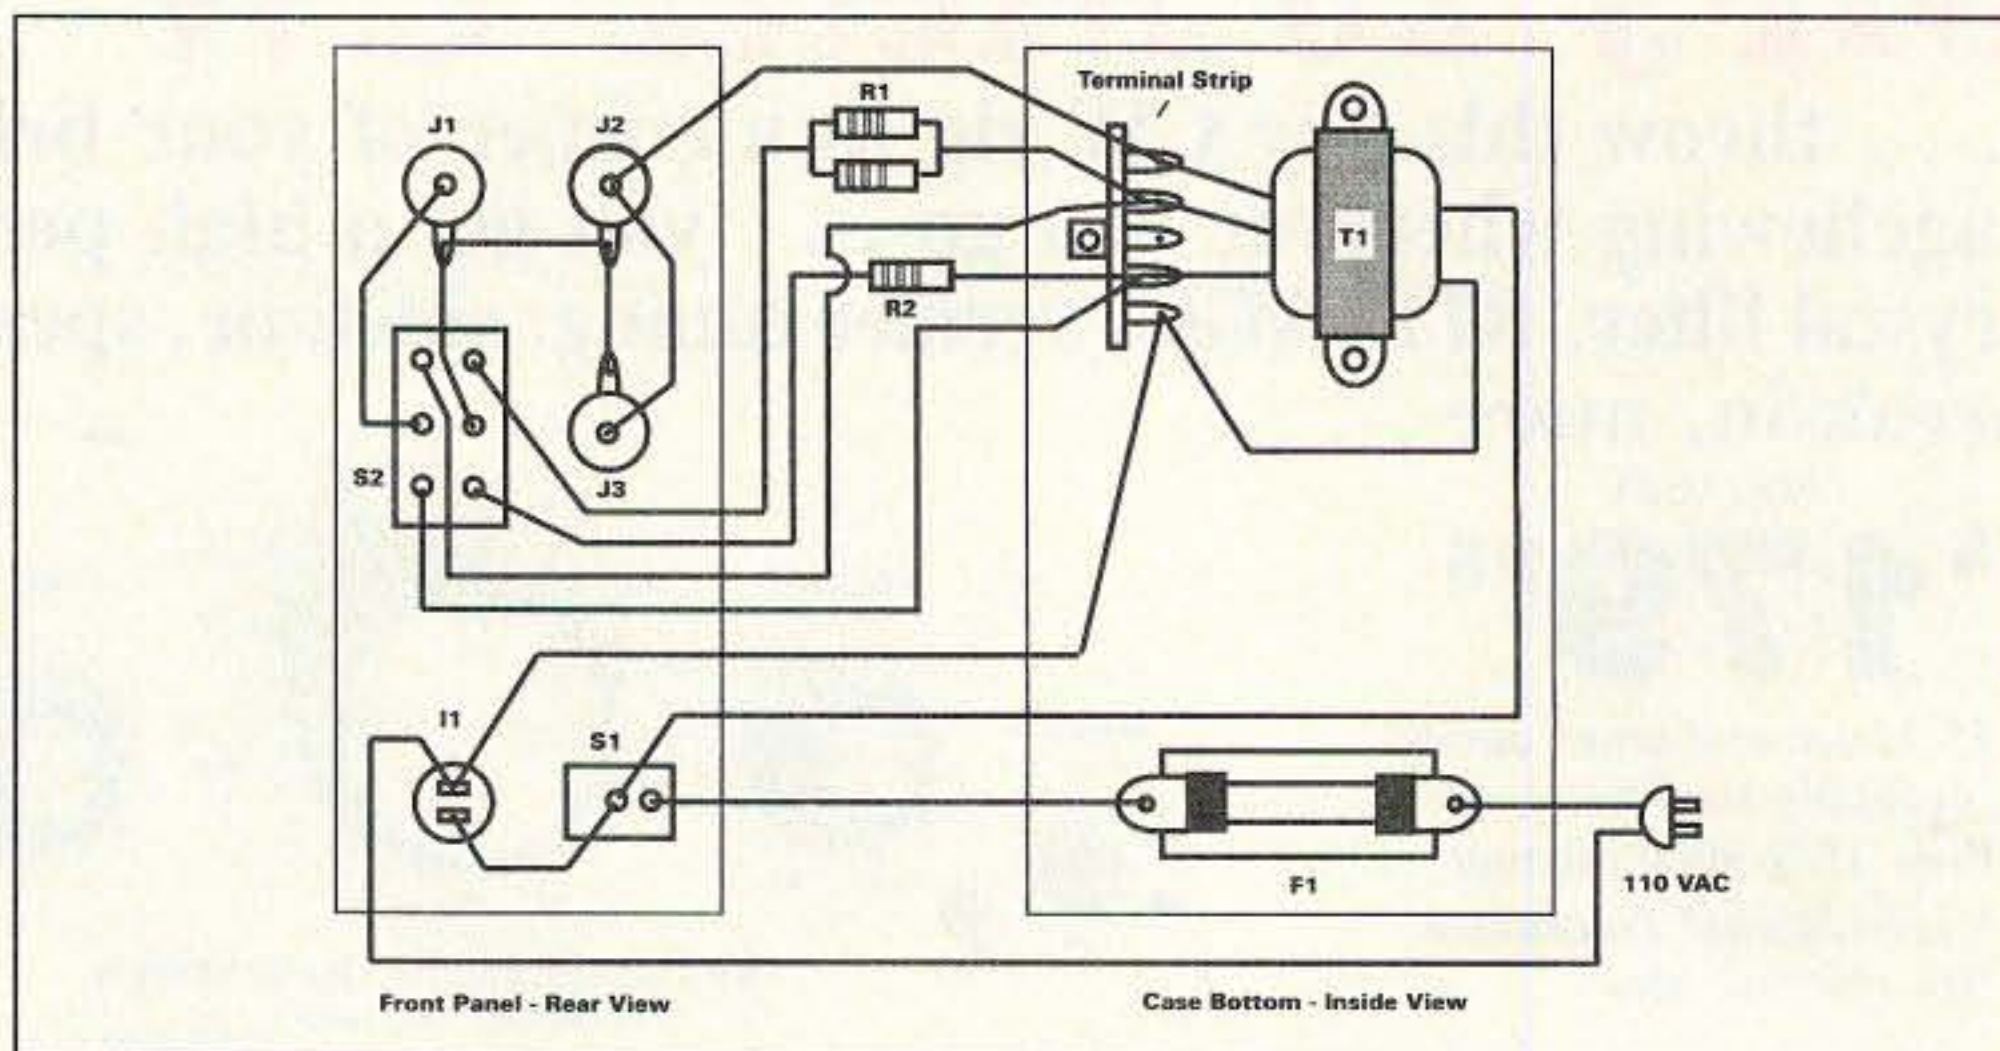 Terminal Strip
R1
J1
J2
T1
R2
S2
J3
I1
S1
F1
110 VAC
Front Panel - Rear View
Case Bottom - Inside View